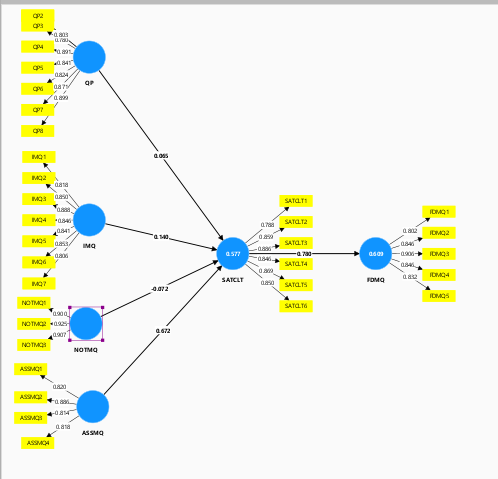 QP2
QP3
QP4
QP5
QP6
QP7
QP8
0.803
0.780
0.891
0.841
0.824
0.871
0.899
QP
0.065
IMQ1
IMQ2
IMQ3
IMQ4
IMQ5
IMQ6
IMQ7
0.818
0.850
0.888
0.846
0.841
0.853
0.806
IMQ
0.140
NOTMQ1
NOTMQ2
NOTMQ3
0.900
0.925
0.907
NOTMQ
-0.072
ASSMQ1
ASSMQ2
ASSMQ3
ASSMQ4
0.820
0.886
0.814
0.818
ASSMQ
0.672
0.577
SATCLT
SATCLT1
SATCLT2
SATCLT3
SATCLT4
SATCLT5
SATCLT6
0.788
0.859
0.886
0.846
0.869
0.850
0.780
0.609
FDMQ
FDMQ1
FDMQ2
FDMQ3
FDMQ4
FDMQ5
0.802
0.846
0.906
0.846
0.832